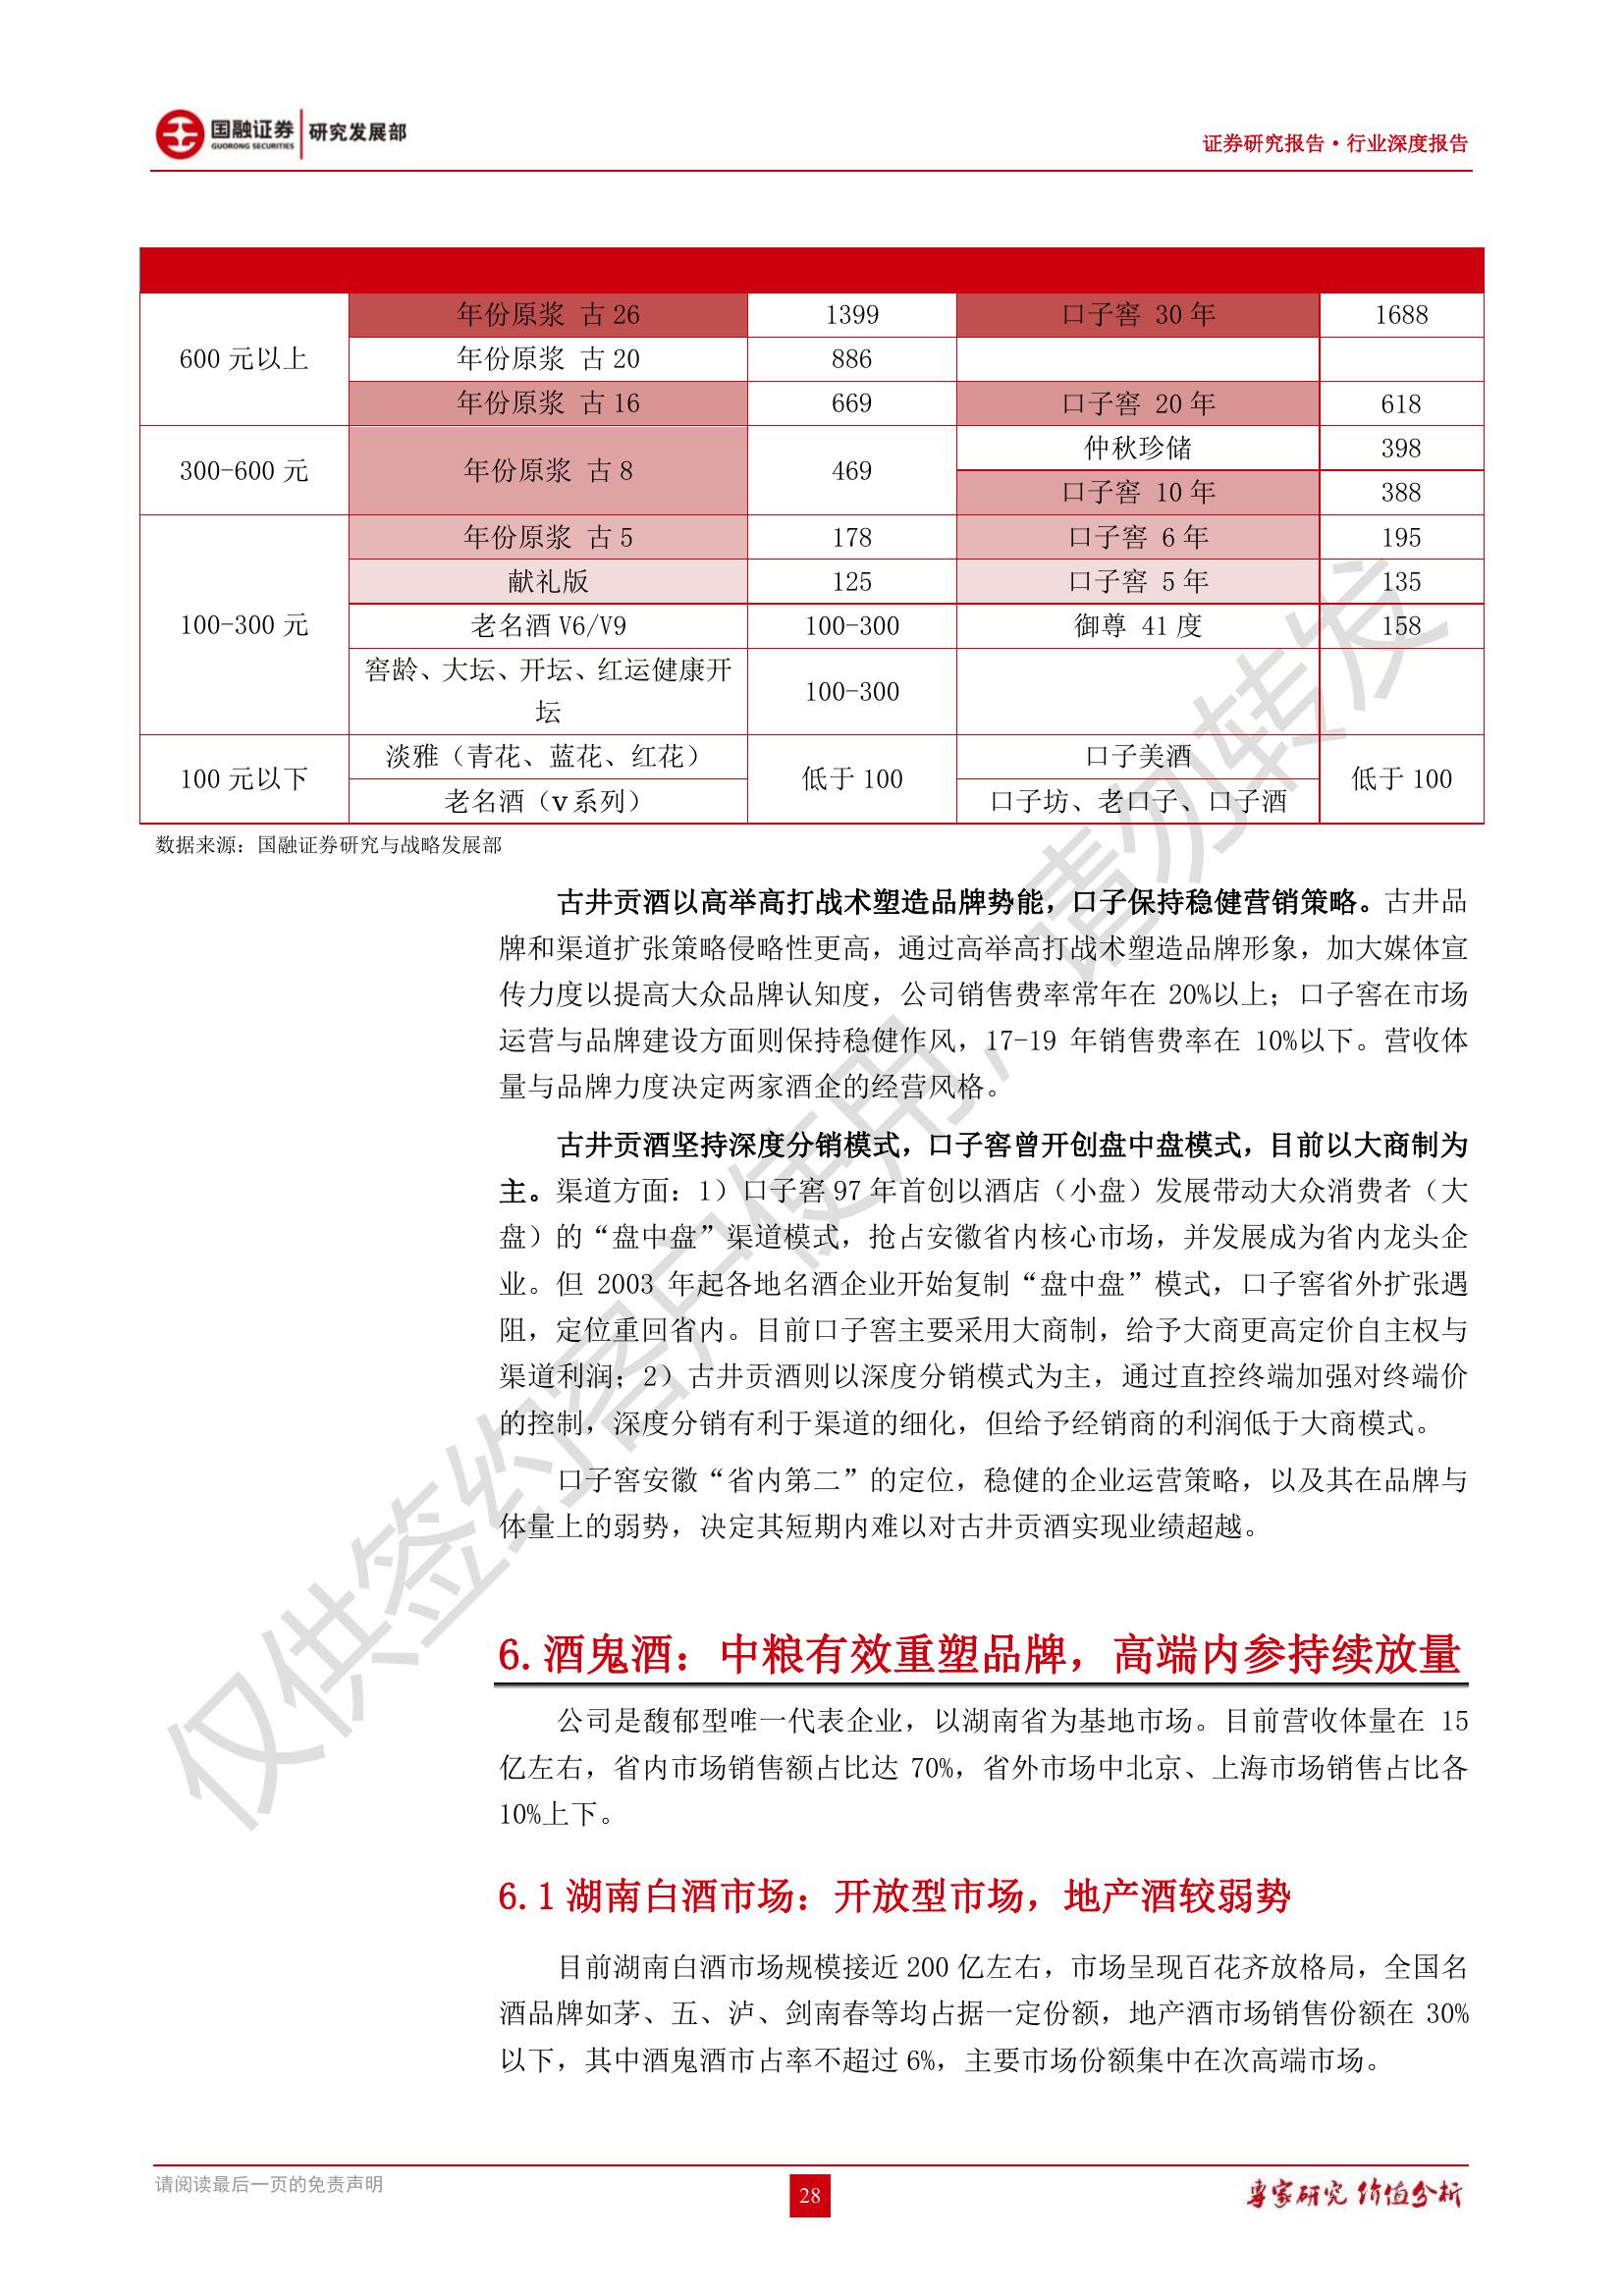 国融证券 研究发展部
GUORONG SECURITIES
证券研究报告·行业深度报告
600 元以上 年份原浆 古 26 1399 口子窖 30 年 1688
年份原浆 古 20 886
年份原浆 古 16 669 口子窖 20 年 618
300-600 元 年份原浆 古 8 469 仲秋珍储 398
口子窖 10 年 388
100-300 元 年份原浆 古 5 178 口子窖 6 年 195
献礼版 125 口子窖 5 年 135
老名酒 V6/V9 100-300 御尊 41 度 158
窖龄、大坛、开坛、红运健康开
坛 100-300
100 元以下 淡雅（青花、蓝花、红花） 低于 100 口子美酒 低于 100
老名酒（v 系列） 口子坊、老口子、口子酒
数据来源：国融证券研究与战略发展部
古井贡酒以高举高打战术塑造品牌势能，口子保持稳健营销策略。古井品
牌和渠道扩张策略侵略性更高，通过高举高打战术塑造品牌形象，加大媒体宣
传力度以提高大众品牌认知度，公司销售费率常年在 20%以上；口子窖在市场
运营与品牌建设方面则保持稳健作风，17-19 年销售费率在 10%以下。营收体
量与品牌力度决定两家酒企的经营风格。
古井贡酒坚持深度分销模式，口子窖曾开创盘中盘模式，目前以大商制为
主。渠道方面：1）口子窖 97 年首创以酒店（小盘）发展带动大众消费者（大
盘）的“盘中盘”渠道模式，抢占安徽省内核心市场，并发展成为省内龙头企
业。但 2003 年起各地名酒企业开始复制“盘中盘”模式，口子窖省外扩张遇
阻，定位重回省内。目前口子窖主要采用大商制，给予大商更高定价自主权与
渠道利润；2）古井贡酒则以深度分销模式为主，通过直控终端加强对终端价
的控制，深度分销有利于渠道的细化，但给予经销商的利润低于大商模式。
口子窖安徽“省内第二”的定位，稳健的企业运营策略，以及其在品牌与
体量上的弱势，决定其短期内难以对古井贡酒实现业绩超越。
6.酒鬼酒：中粮有效重塑品牌，高端内参持续放量
公司是馥郁型唯一代表企业，以湖南省为基地市场。目前营收体量在 15
亿左右，省内市场销售额占比达 70%，省外市场中北京、上海市场销售占比各
10%上下。
6.1 湖南白酒市场：开放型市场，地产酒较弱势
目前湖南白酒市场规模接近 200 亿左右，市场呈现百花齐放格局，全国名
酒品牌如茅、五、泸、剑南春等均占据一定份额，地产酒市场销售份额在 30%
以下，其中酒鬼酒市占率不超过 6%，主要市场份额集中在次高端市场。
请阅读最后一页的免责声明
28
专家研究 价值分析
仅供签约客户使用，请勿转发